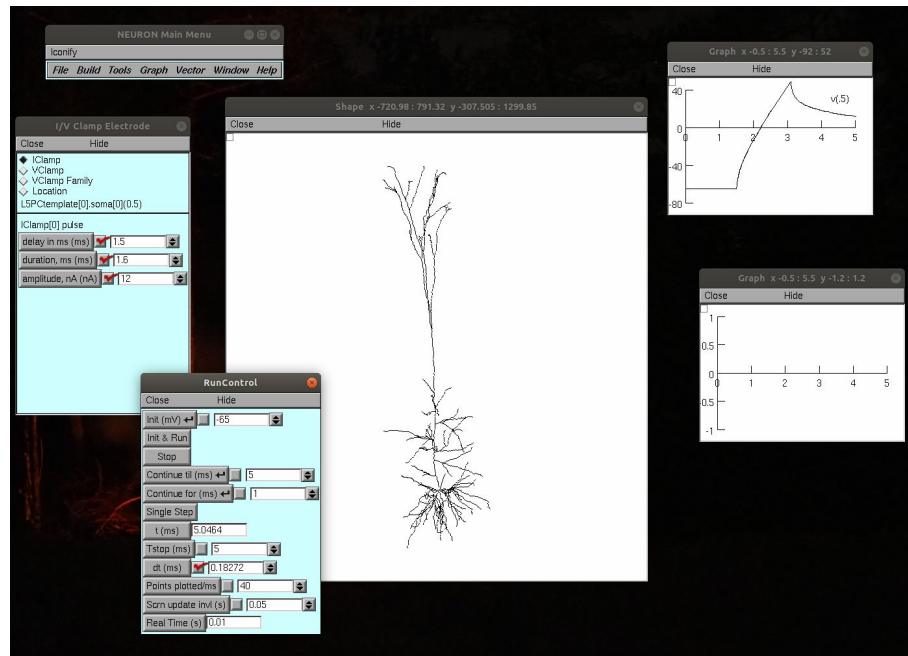 NEURON Main Menu
Iconify
File Build Tools Graph Vector Window Help
I/V Clamp Electrode
Close Hide
IClamp
VClamp
VClamp Family
Location
L5PCtemplate[0].soma[0](0.5)
IClamp[0] pulse
delay in ms (ms) 1.5
duration, ms (ms) 1.6
amplitude, nA (nA) 12
Shape x -720.98 : 791.32 y -307.505 : 1299.85
Close Hide
RunControl
Close Hide
Init (mV) -65
Init & Run
Stop
Continue til (ms) 5
Continue for (ms) 1
Single Step
t (ms) 5.0464
Tstop (ms) 5
dt (ms) 0.18272
Points plotted/ms 40
Scrn update invl (s) 0.05
Real Time (s) 0.01
Graph x -0.5 : 5.5 y -92 : 52
Close Hide
40
v(.5)
0
0 1 2 3 4 5
-40
-80
Graph x -0.5 : 5.5 y -1.2 : 1.2
Close Hide
1
0.5
0
0 1 2 3 4 5
-0.5
-1